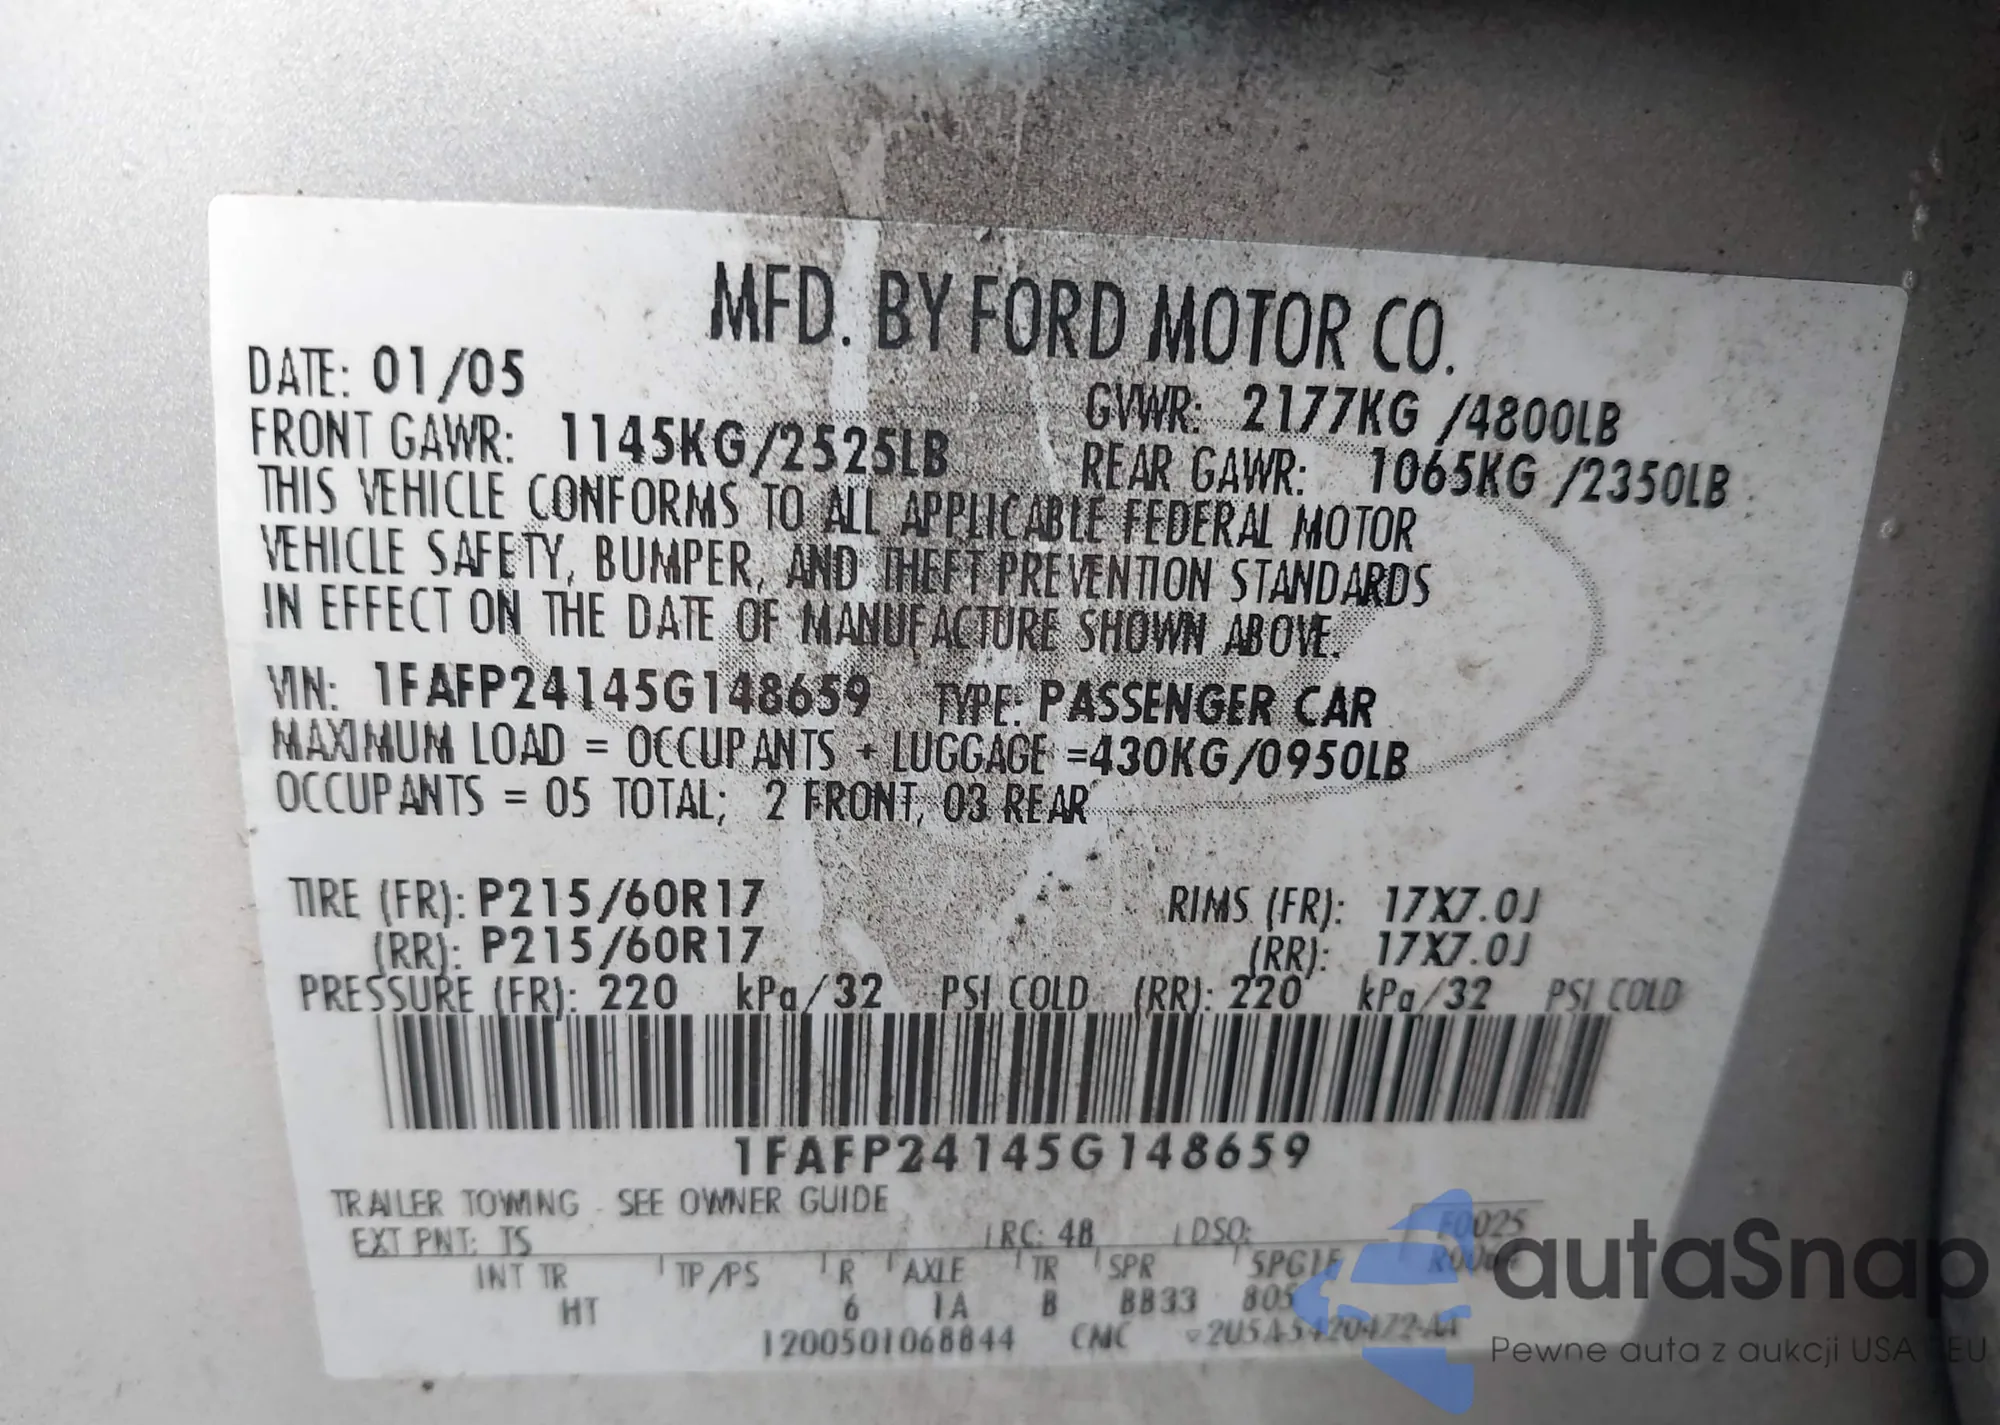 MFD. BY FORD MOTOR CO.
DATE: 01/05
GVWR: 2177KG /4800LB
FRONT GAWR: 1145KG/2525LB
REAR GAWR: 1065KG /2350LB
THIS VEHICLE CONFORMS TO ALL APPLICABLE FEDERAL MOTOR
VEHICLE SAFETY, BUMPER, AND THEFT PREVENTION STANDARDS
IN EFFECT ON THE DATE OF MANUFACTURE SHOWN ABOVE.
VIN: 1FAFP24145G148659 TYPE: PASSENGER CAR
MAXIMUM LOAD = OCCUPANTS + LUGGAGE =430KG/0950LB
OCCUPANTS = 05 TOTAL; 2 FRONT, 03 REAR
TIRE (FR): P215/60R17 RIMS (FR): 17X7.0J
(RR): P215/60R17 (RR): 17X7.0J
PRESSURE (FR): 220 kPa/32 PSI COLD (RR): 220 kPa/32 PSI COLD
1FAFP24145G148659
TRAILER TOWING - SEE OWNER GUIDE
EXT PNT: TS RC: 48 DSO: F0025
INT TR TP/PS R AXLE TR SPR
HT 6 1A B BB33
1200501068844 CMC
autaSnap
Pewne auta z aukcji USA EU